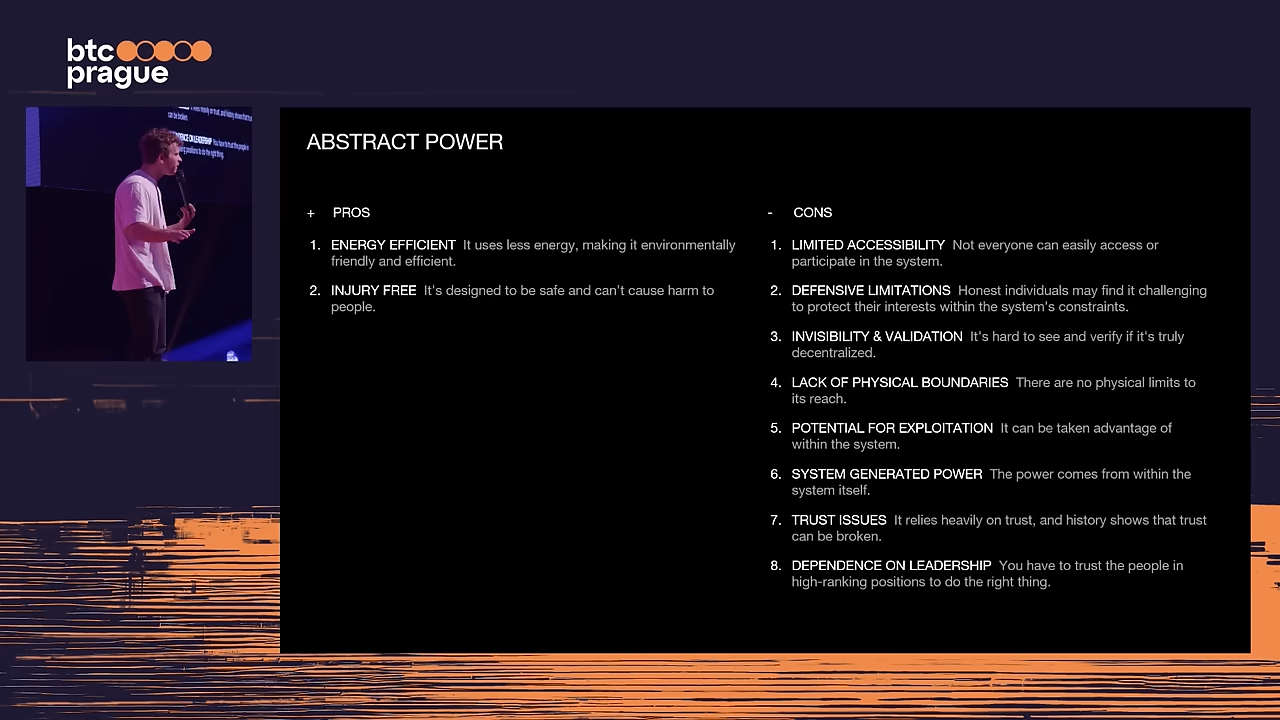 btc
prague
can be broken.
ABSTRACT POWER
+ PROS
1. ENERGY EFFICIENT It uses less energy, making it environmentally
friendly and efficient.
2. INJURY FREE It's designed to be safe and can't cause harm to
people.
- CONS
1. LIMITED ACCESSIBILITY Not everyone can easily access or
participate in the system.
2. DEFENSIVE LIMITATIONS Honest individuals may find it challenging
to protect their interests within the system's constraints.
3. INVISIBILITY & VALIDATION It's hard to see and verify if it's truly
decentralized.
4. LACK OF PHYSICAL BOUNDARIES There are no physical limits to
its reach.
5. POTENTIAL FOR EXPLOITATION It can be taken advantage of
within the system.
6. SYSTEM GENERATED POWER The power comes from within the
system itself.
7. TRUST ISSUES It relies heavily on trust, and history shows that trust
can be broken.
8. DEPENDENCE ON LEADERSHIP You have to trust the people in
high-ranking positions to do the right thing.